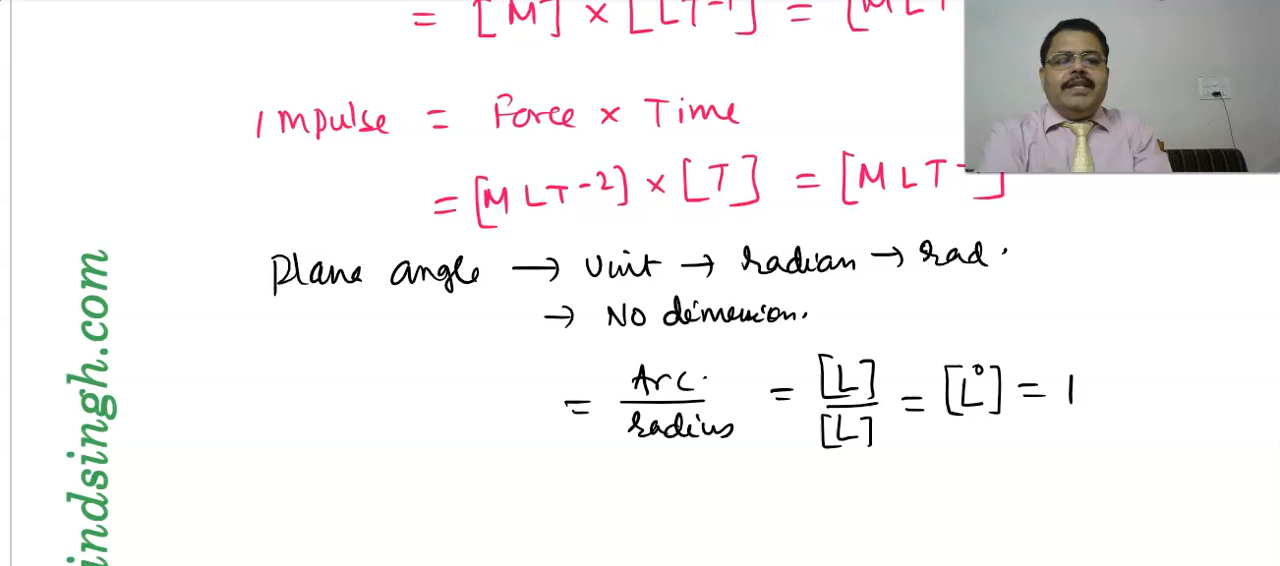 = [M] × [LT-1] = [MLT
Impulse = Force × Time
= [MLT-2] × [T] = [MLT-]
Plane angle → Unit → radian → rad.
→ No dimension.
= Arc. / radius = [L] / [L] = [L⁰] = 1
indsingh.com